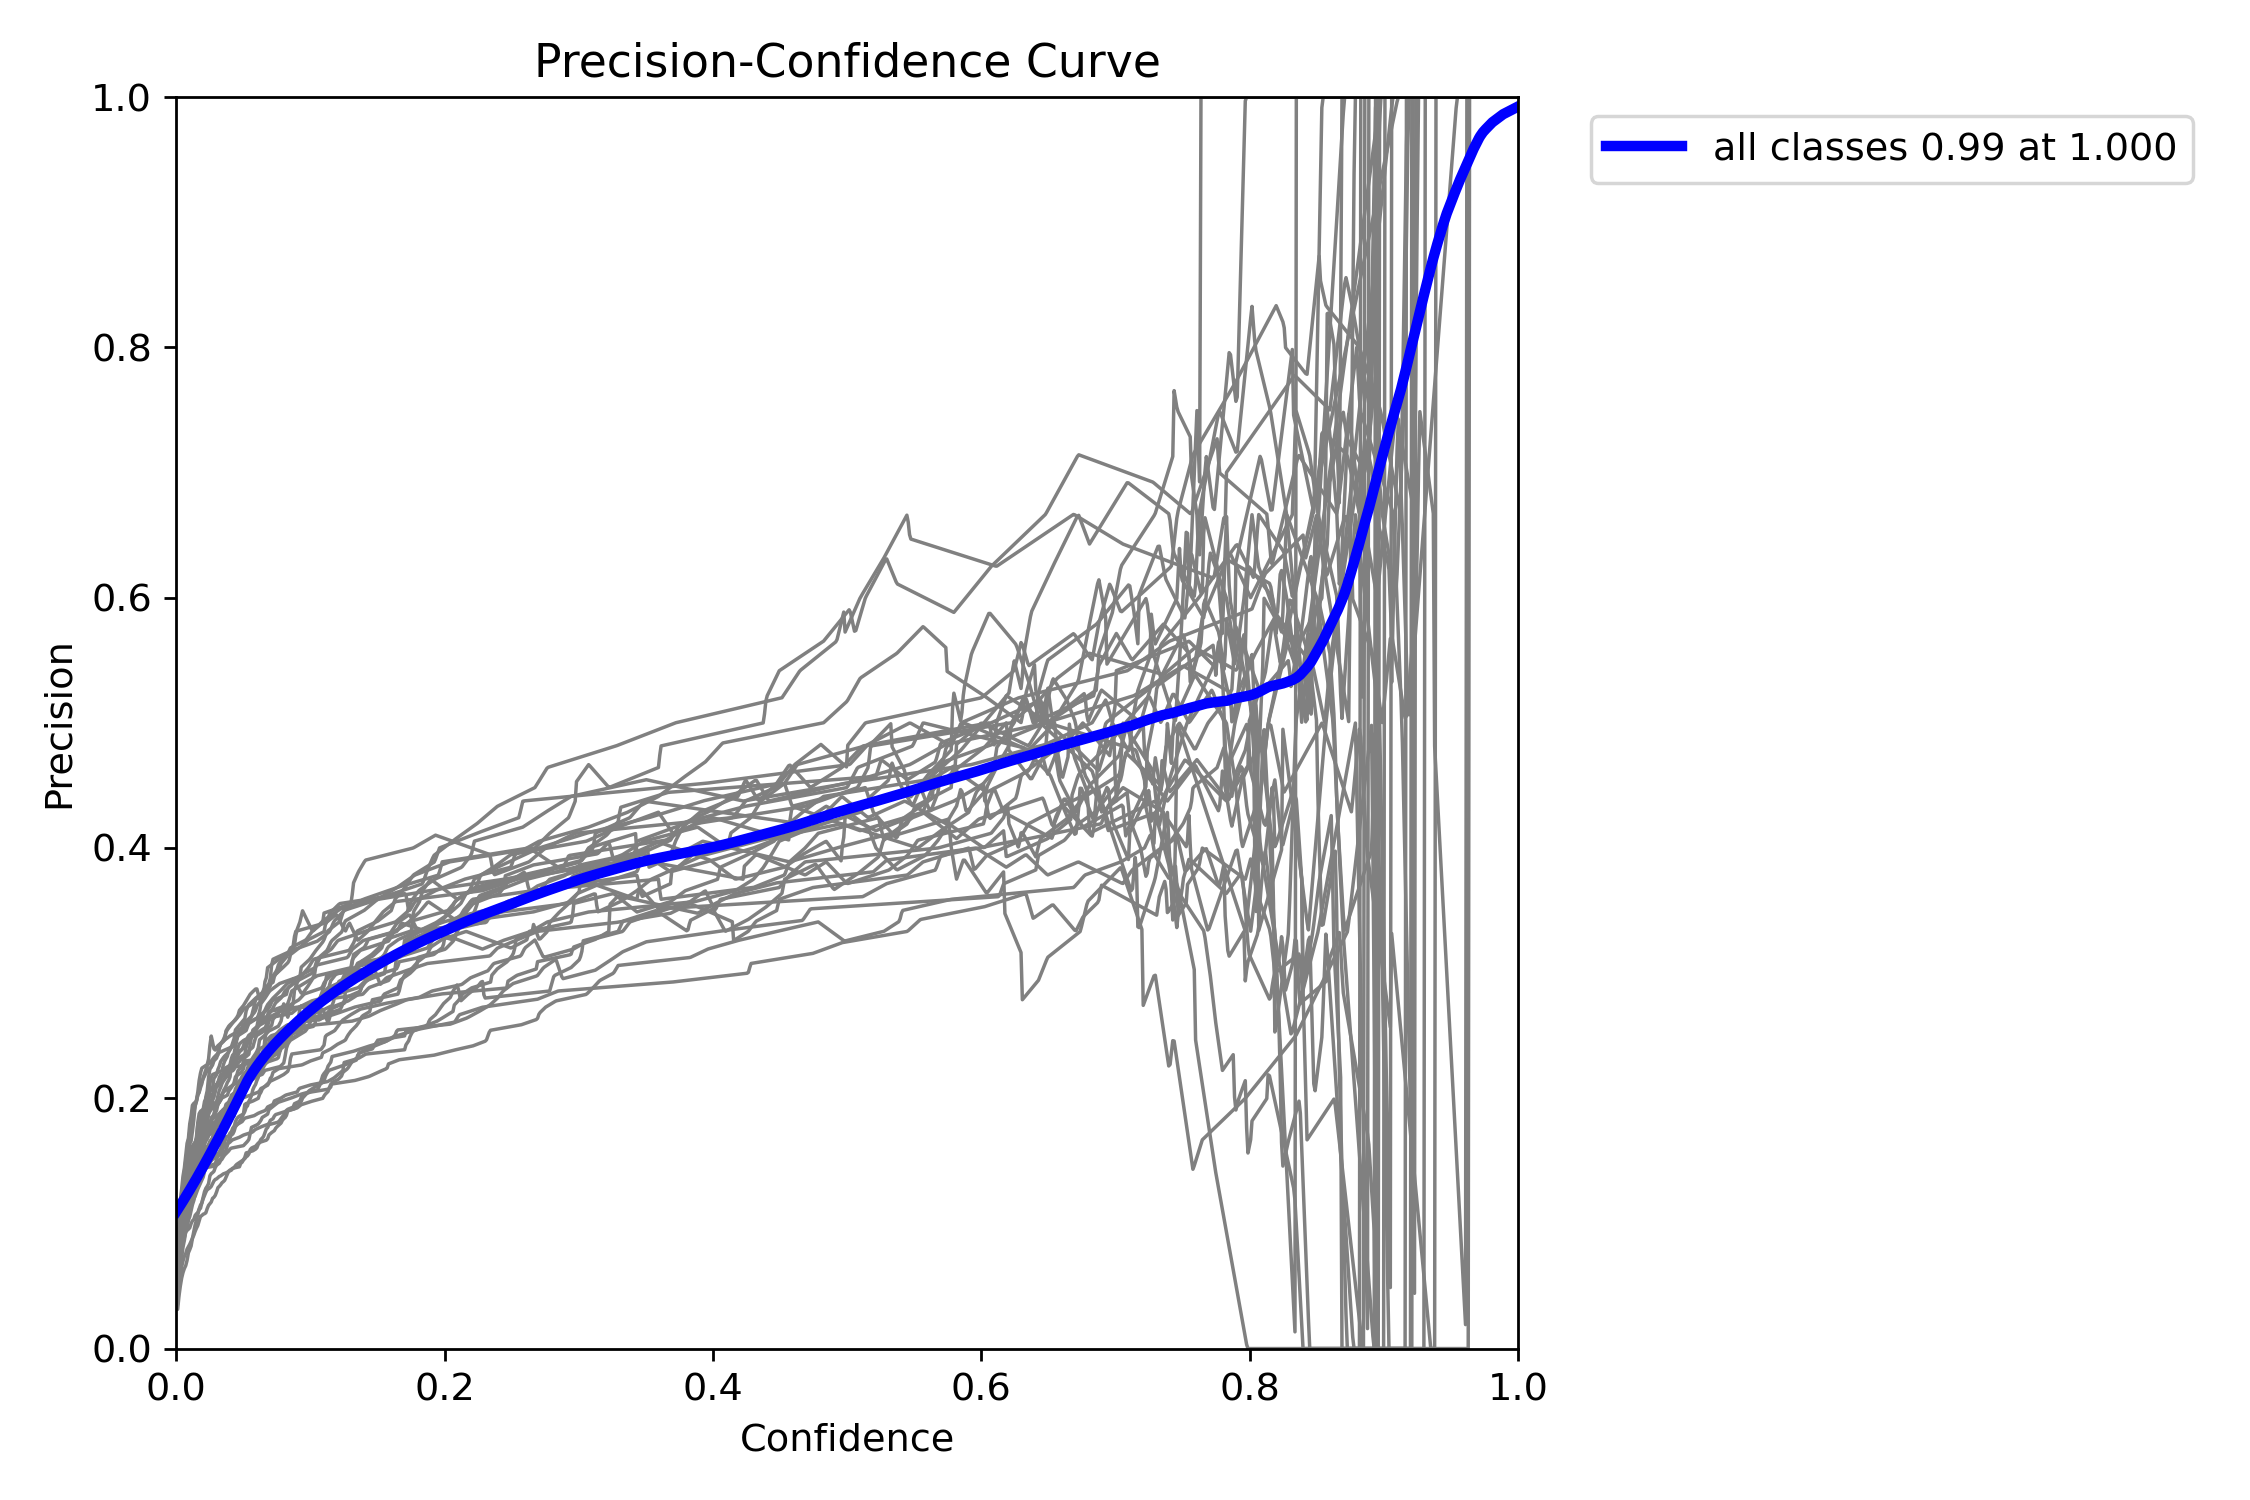 Precision-Confidence Curve
all classes 0.99 at 1.000
1.0
0.8
0.6
0.4
0.2
0.0
Precision
0.0 0.2 0.4 0.6 0.8 1.0
Confidence